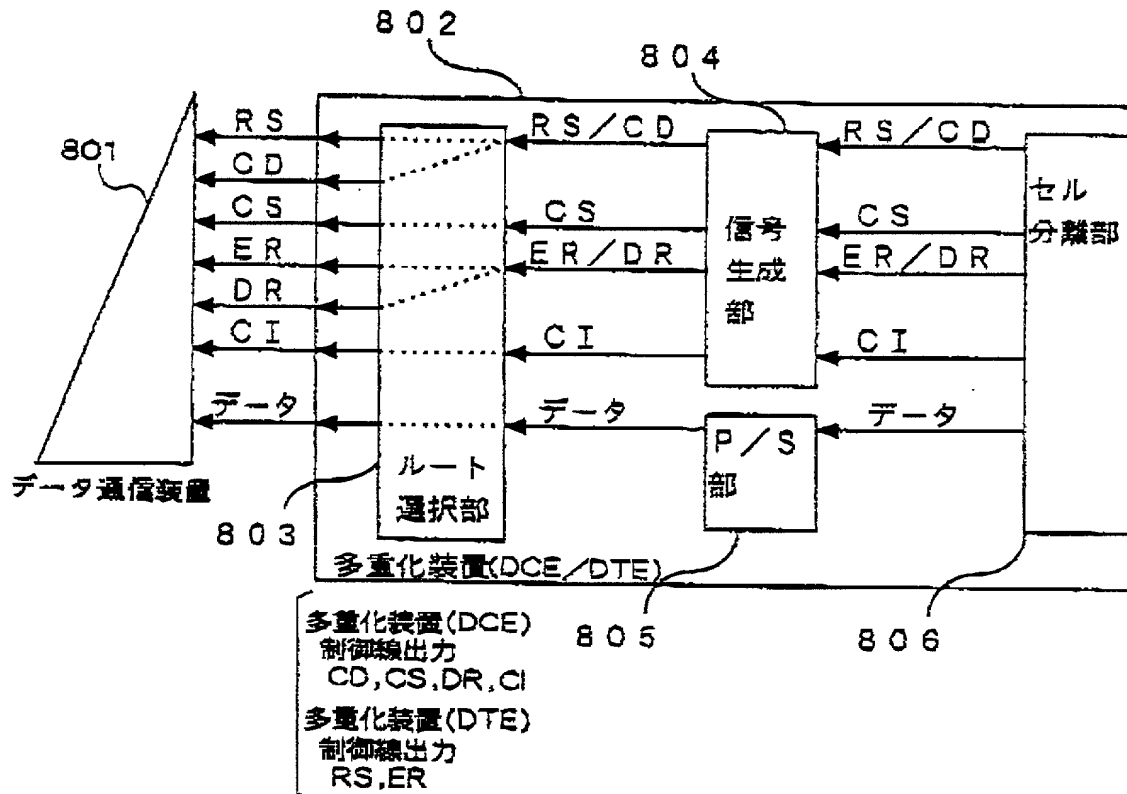 802
804
801
RS
CD
CS
ER
DR
CI
データ
RS/CD
CS
ER/DR
CI
データ
RS/CD
CS
ER/DR
CI
データ
信号
生成
部
P/S
部
セル
分離部
ルート
選択部
データ通信装置
803
多重化装置(DCE/DTE)
805
806
多重化装置(DCE)
制御線出力
CD,CS,DR,CI
多重化装置(DTE)
制御線出力
RS,ER